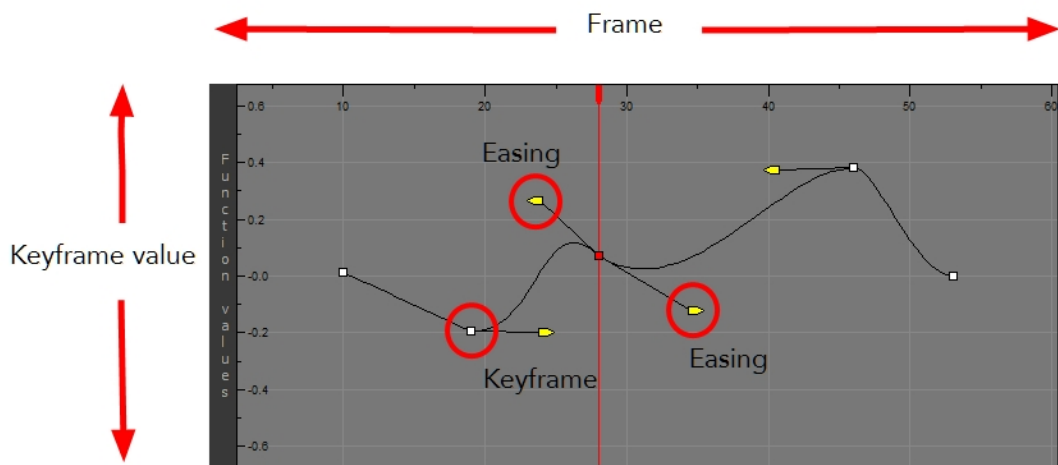 Frame
10 20 30 40 50 60
0.6
Easing
0.4
0.2
Keyframe value
Function values
-0.0
-0.2
Easing
Keyframe
-0.4
-0.6